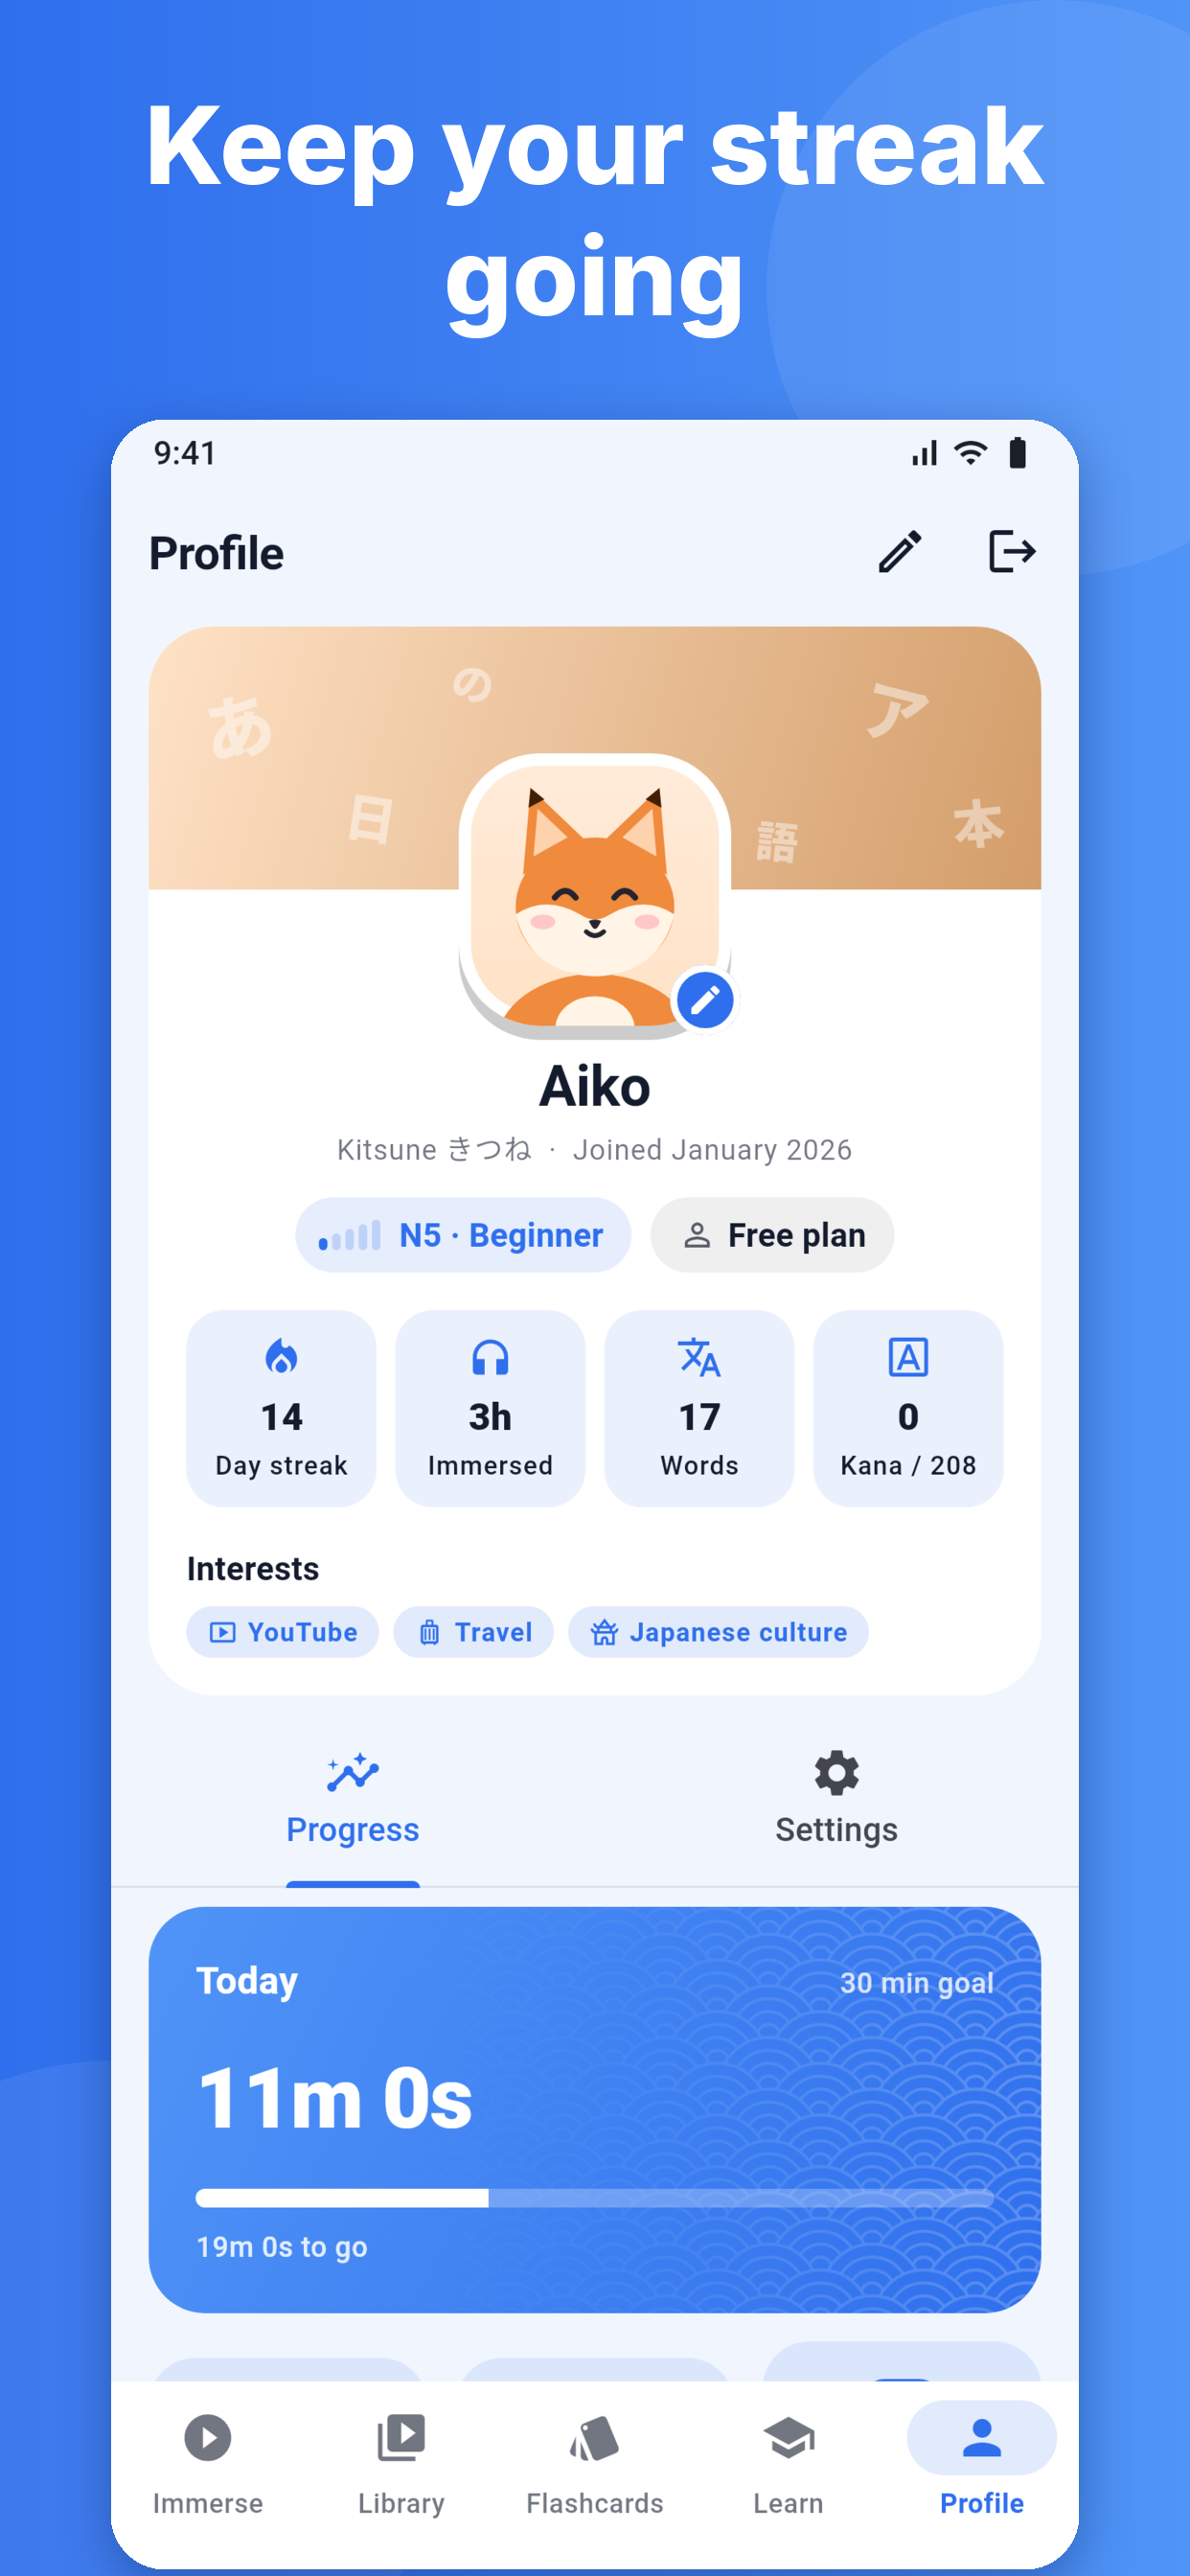 Keep your streak
going
9:41
Profile
あ
の
ア
日
語
本
Aiko
Kitsune きつね · Joined January 2026
N5 · Beginner
Free plan
14
Day streak
3h
Immersed
17
Words
0
Kana / 208
Interests
YouTube
Travel
Japanese culture
Progress
Settings
Today
30 min goal
11m 0s
19m 0s to go
Immerse
Library
Flashcards
Learn
Profile